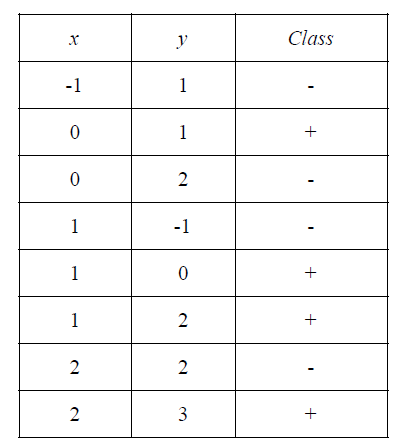 x y Class
-1 1 -
0 1 +
0 2 -
1 -1 -
1 0 +
1 2 +
2 2 -
2 3 +